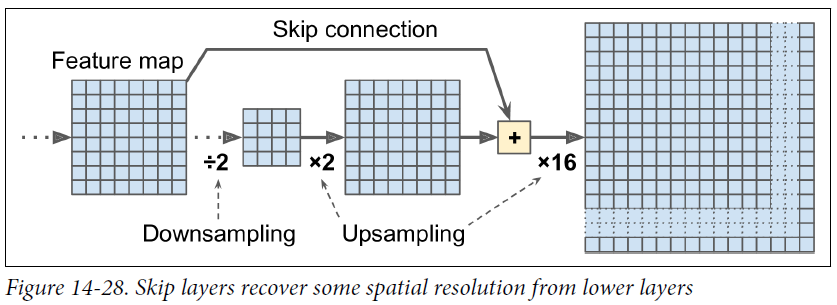 Skip connection
Feature map
+
÷2
×2
×16
Downsampling
Upsampling
Figure 14-28. Skip layers recover some spatial resolution from lower layers